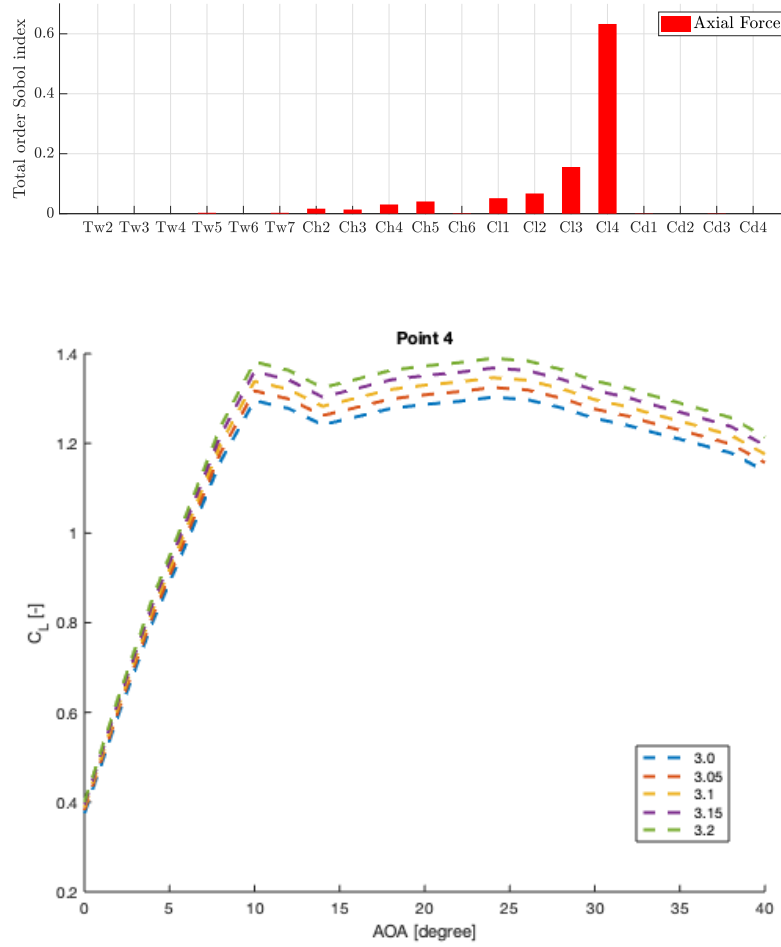 Total order Sobol index
0.6
0.4
0.2
0
Axial Force
Tw2 Tw3 Tw4 Tw5 Tw6 Tw7 Ch2 Ch3 Ch4 Ch5 Ch6 Cl1 Cl2 Cl3 Cl4 Cd1 Cd2 Cd3 Cd4
Point 4
C_L [-]
1.4
1.2
1
0.8
0.6
0.4
0.2
3.0
3.05
3.1
3.15
3.2
0 5 10 15 20 25 30 35 40
AOA [degree]